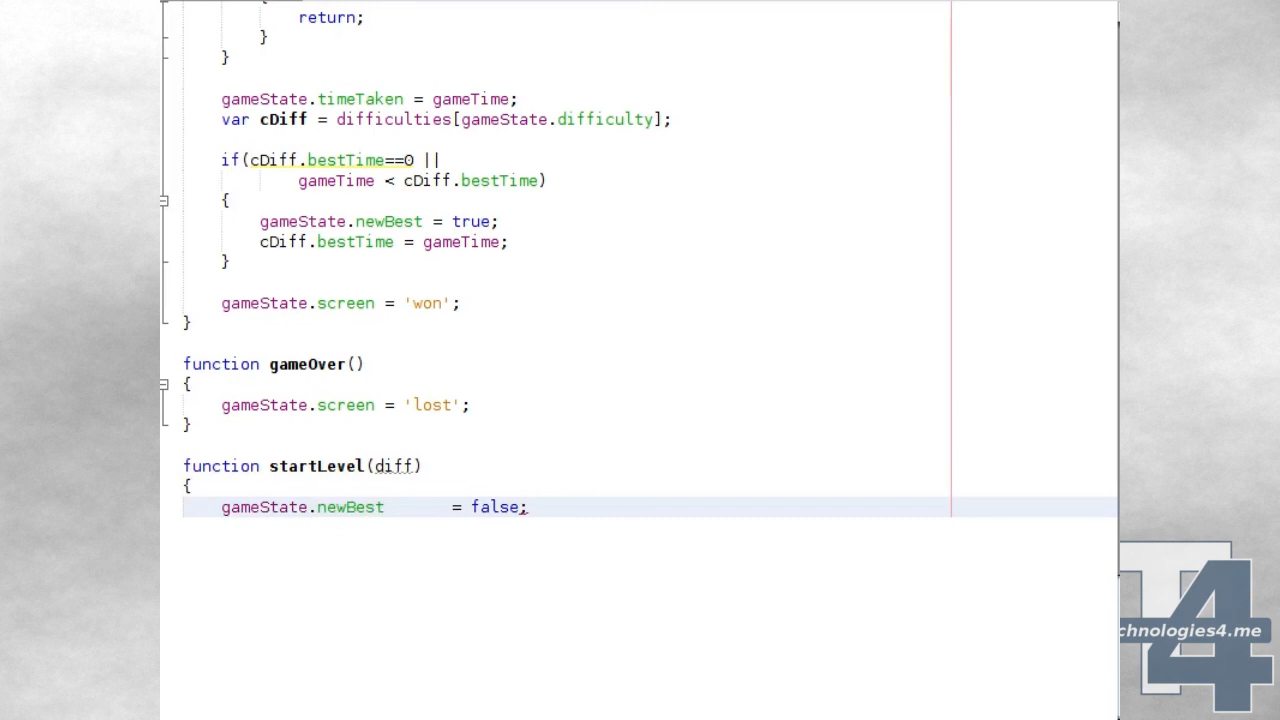 {
return;
}
}
gameState.timeTaken = gameTime;
var cDiff = difficulties[gameState.difficulty];
if(cDiff.bestTime==0 ||
gameTime < cDiff.bestTime)
{
gameState.newBest = true;
cDiff.bestTime = gameTime;
}
gameState.screen = 'won';
}
function gameOver()
{
gameState.screen = 'lost';
}
function startLevel(diff)
{
gameState.newBest       = false;
T4
chnologies4.me